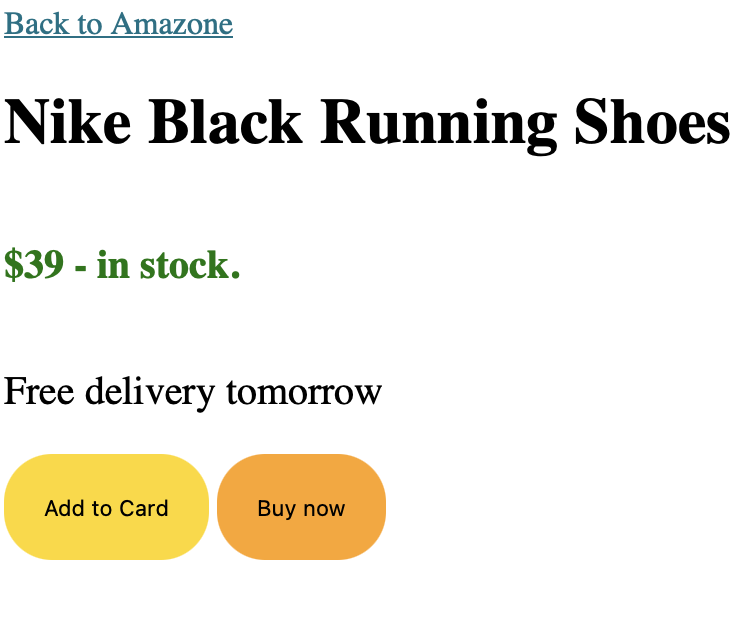 Back to Amazone
Nike Black Running Shoes
$39 - in stock.
Free delivery tomorrow
Add to Card
Buy now